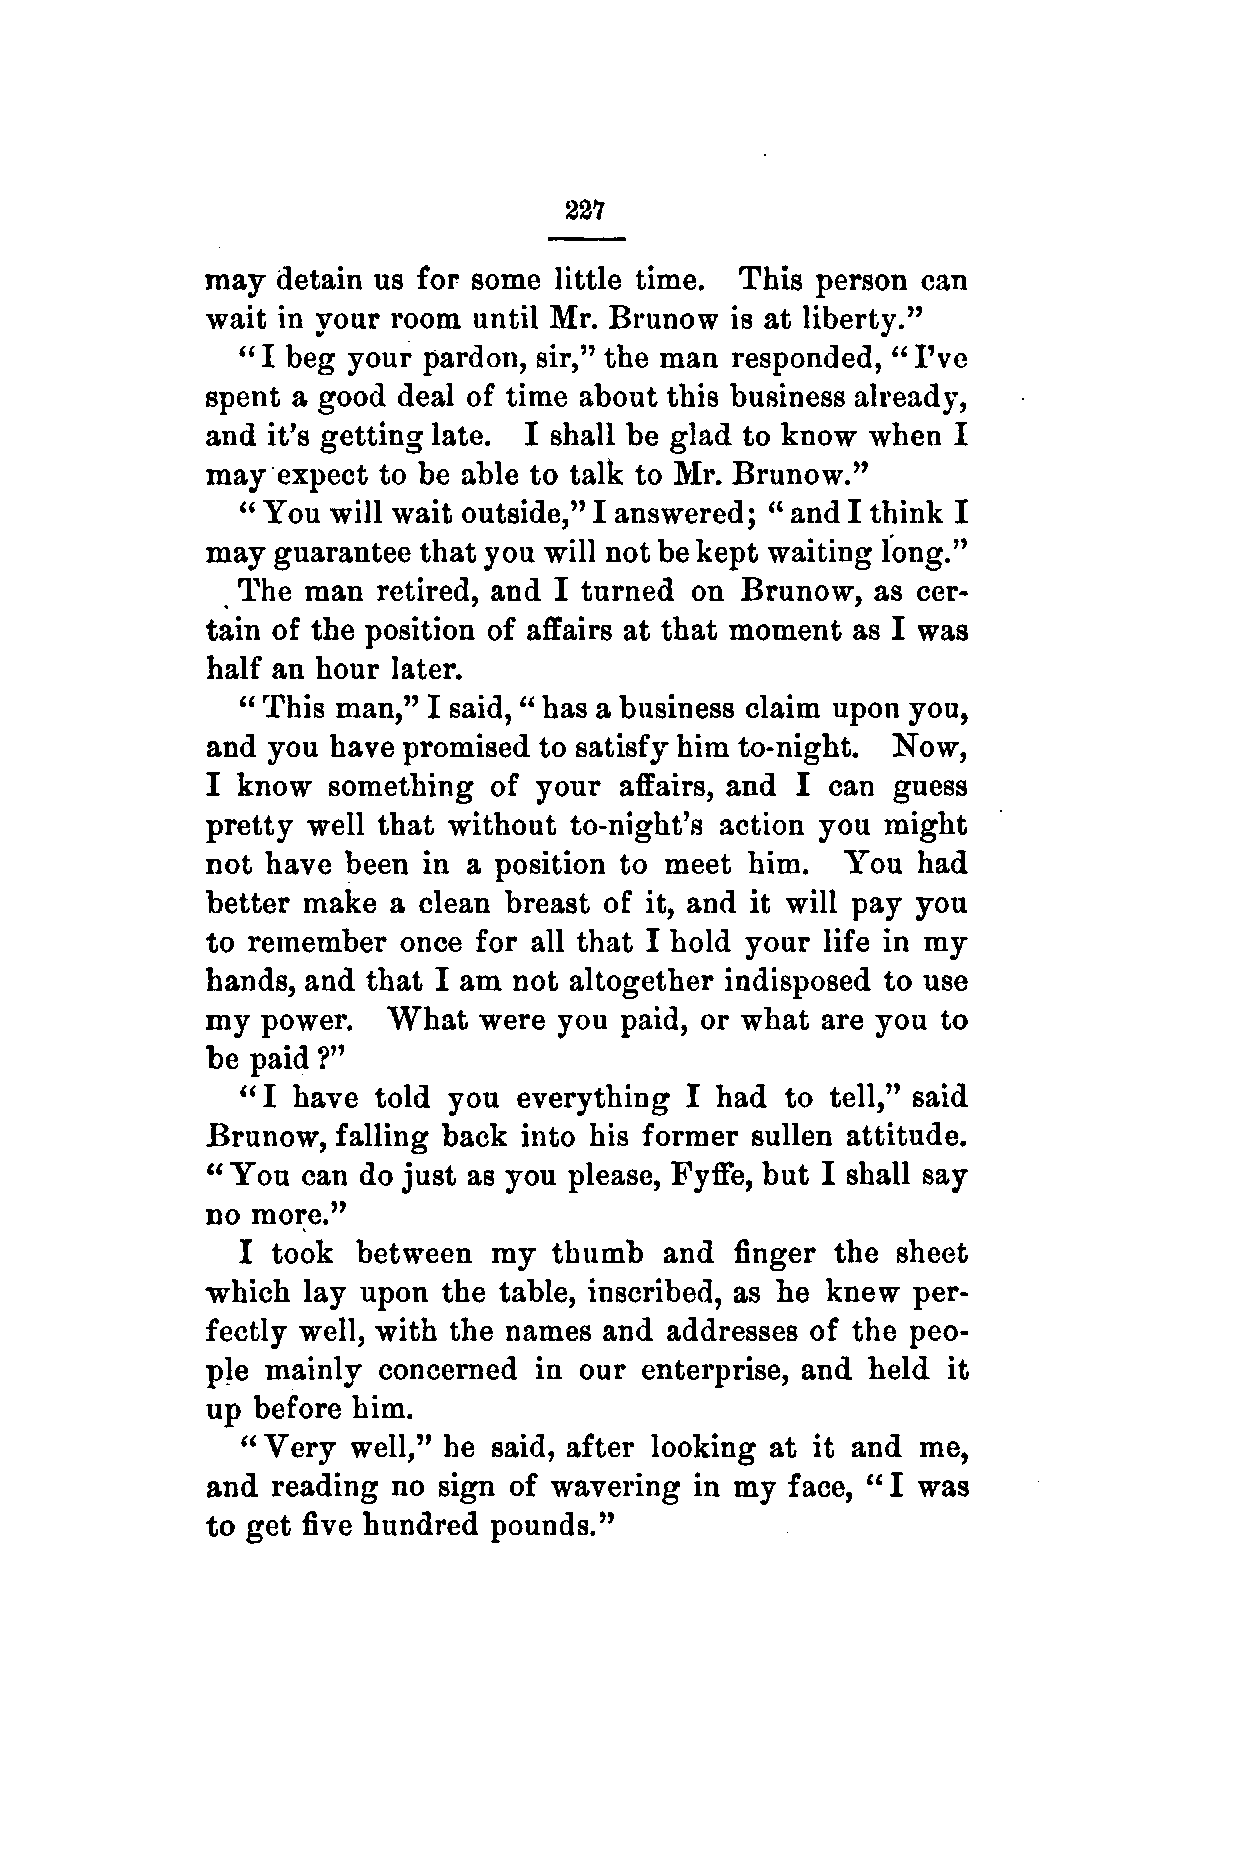 227
may detain us for some little time. This person can
wait in your room until Mr. Brunow is at liberty."
"I beg your pardon, sir," the man responded, "I've
spent a good deal of time about this business already,
and it's getting late. I shall be glad to know when I
may expect to be able to talk to Mr. Brunow."
"You will wait outside," I answered; "and I think I
may guarantee that you will not be kept waiting long."
The man retired, and I turned on Brunow, as cer-
tain of the position of affairs at that moment as I was
half an hour later.
"This man," I said, "has a business claim upon you,
and you have promised to satisfy him to-night. Now,
I know something of your affairs, and I can guess
pretty well that without to-night's action you might
not have been in a position to meet him. You had
better make a clean breast of it, and it will pay you
to remember once for all that I hold your life in my
hands, and that I am not altogether indisposed to use
my power. What were you paid, or what are you to
be paid?"
"I have told you everything I had to tell," said
Brunow, falling back into his former sullen attitude.
"You can do just as you please, Fyffe, but I shall say
no more."
I took between my thumb and finger the sheet
which lay upon the table, inscribed, as he knew per-
fectly well, with the names and addresses of the peo-
ple mainly concerned in our enterprise, and held it
up before him.
"Very well," he said, after looking at it and me,
and reading no sign of wavering in my face, "I was
to get five hundred pounds."